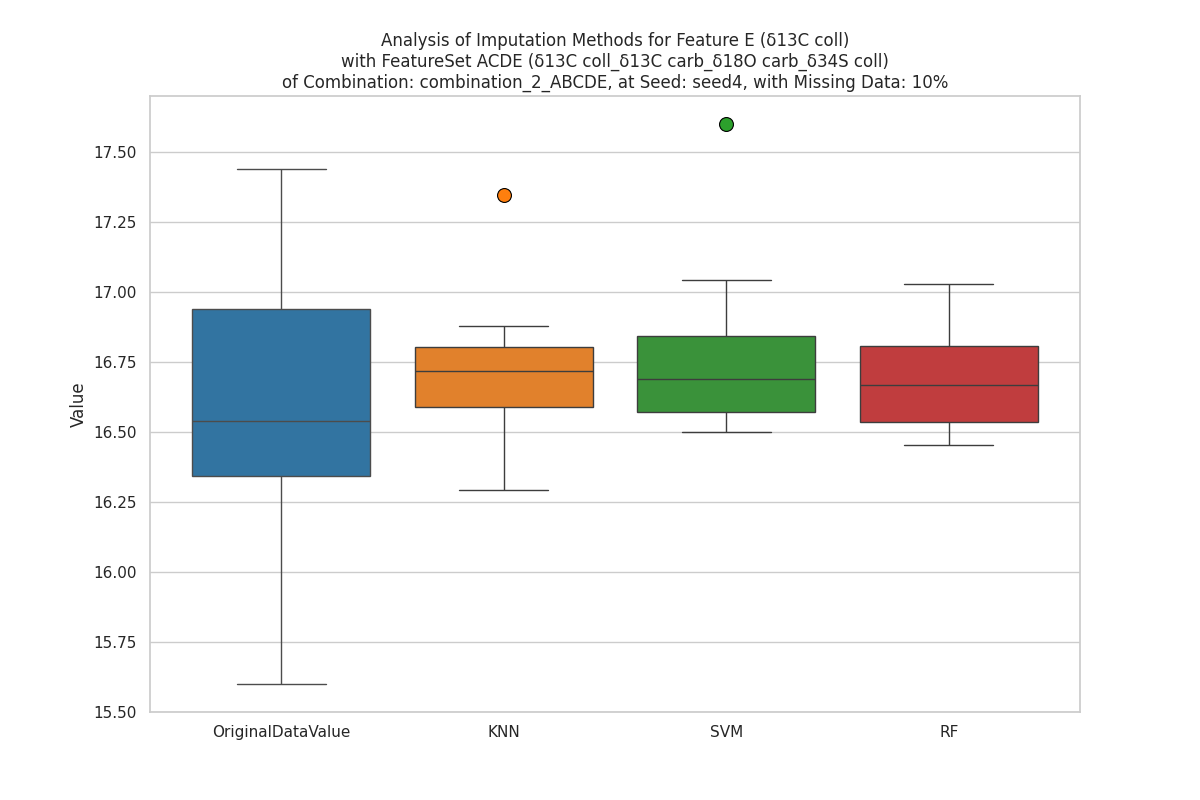 Analysis of Imputation Methods for Feature E (δ13C coll)
with FeatureSet ACDE (δ13C coll_δ13C carb_δ18O carb_δ34S coll)
of Combination: combination_2_ABCDE, at Seed: seed4, with Missing Data: 10%
17.50
17.25
17.00
16.75
16.50
16.25
16.00
15.75
15.50
Value
OriginalDataValue
KNN
SVM
RF